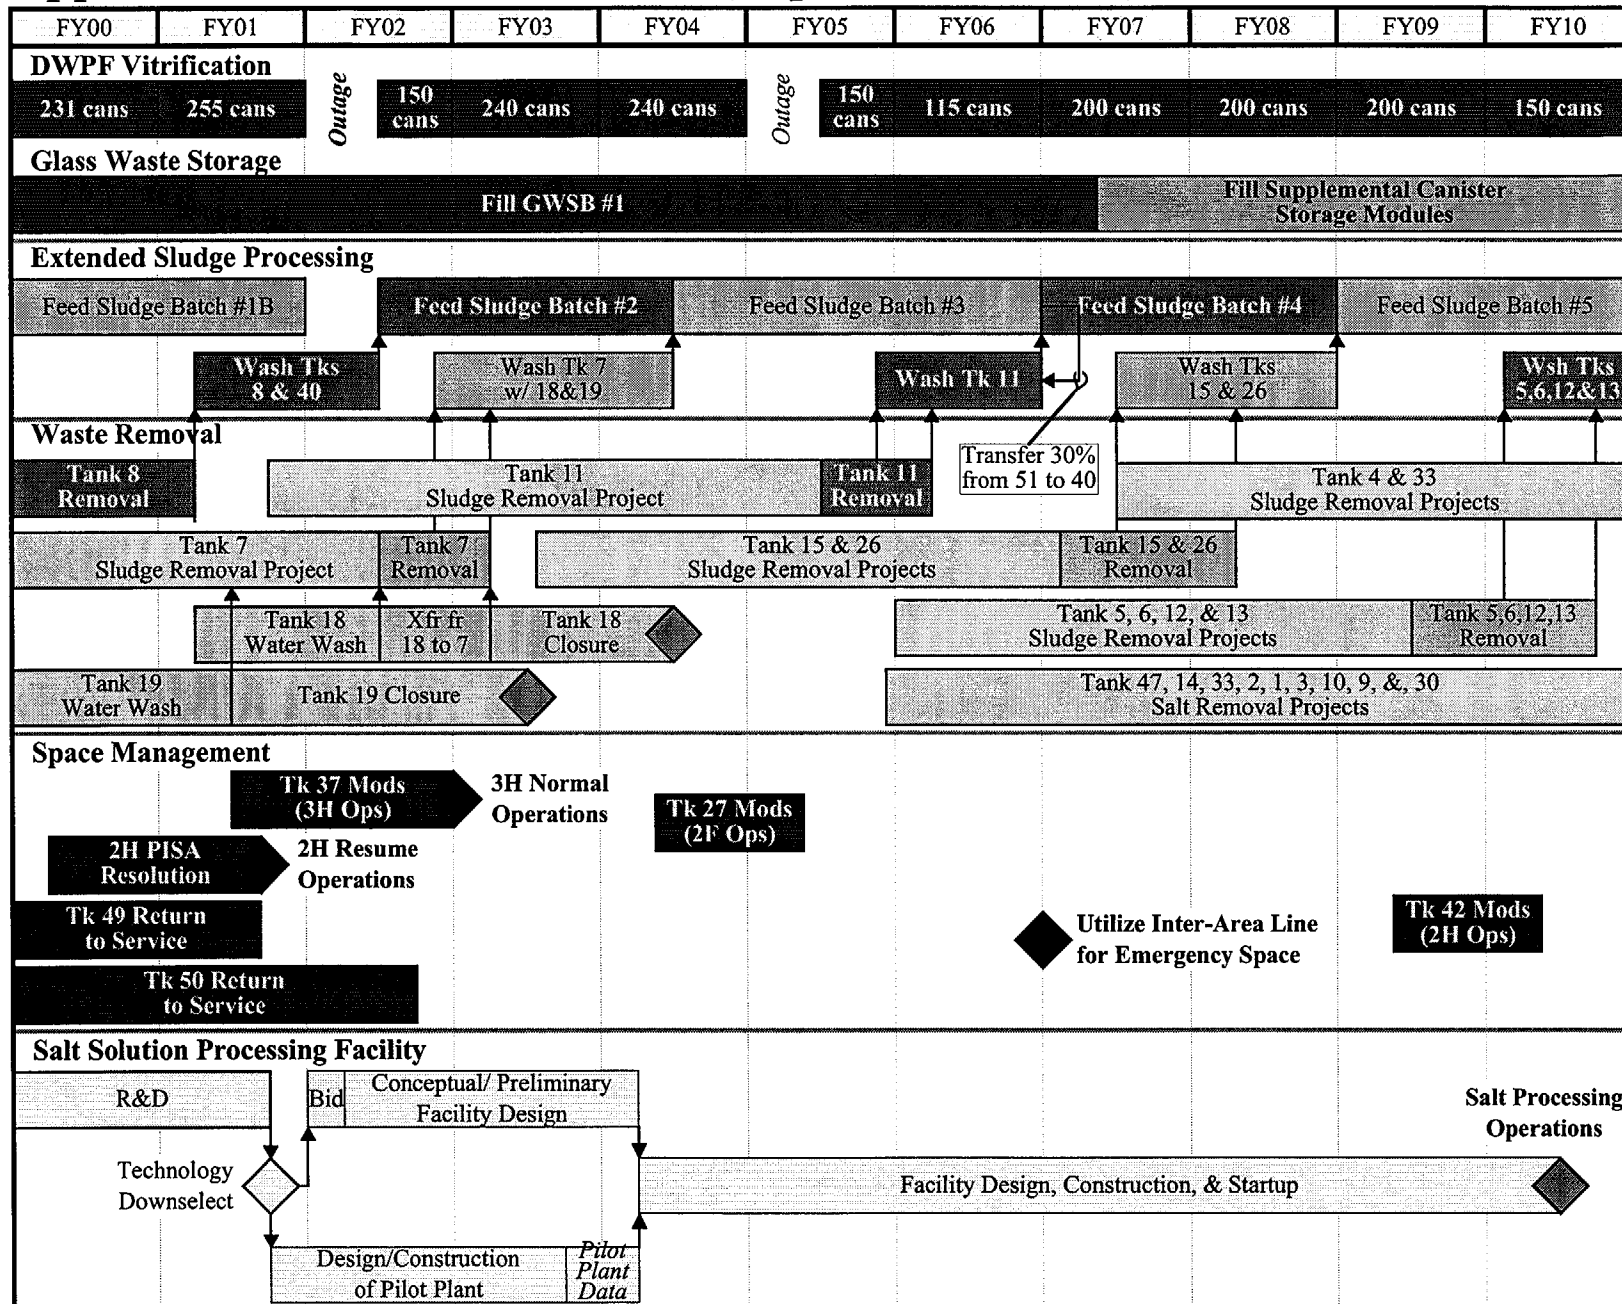 FY00 FY01 FY02 FY03 FY04 FY05 FY06 FY07 FY08 FY09 FY10
DWPF Vitrification
231 cans
255 cans
Outage
150
cans
240 cans
240 cans
Outage
150
cans
115 cans
200 cans
200 cans
200 cans
150 cans
Glass Waste Storage
Fill GWSB #1
Fill Supplemental Canister
Storage Modules
Extended Sludge Processing
Feed Sludge Batch #1B
Feed Sludge Batch #2
Feed Sludge Batch #3
Feed Sludge Batch #4
Feed Sludge Batch #5
Wash Tks
8 & 40
Wash Tk 7
w/ 18&19
Wash Tk 11
Wash Tks
15 & 26
Wsh Tks
5,6,12&13
Waste Removal
Tank 8
Removal
Tank 11
Sludge Removal Project
Tank 11
Removal
Transfer 30%
from 51 to 40
Tank 4 & 33
Sludge Removal Projects
Tank 7
Sludge Removal Project
Tank 7
Removal
Tank 15 & 26
Sludge Removal Projects
Tank 15 & 26
Removal
Tank 18
Water Wash
Xfr fr
18 to 7
Tank 18
Closure
Tank 5, 6, 12, & 13
Sludge Removal Projects
Tank 5,6,12,13
Removal
Tank 19
Water Wash
Tank 19 Closure
Tank 47, 14, 33, 2, 1, 3, 10, 9, &, 30
Salt Removal Projects
Space Management
Tk 37 Mods
(3H Ops)
3H Normal
Operations
Tk 27 Mods
(2F Ops)
2H PISA
Resolution
2H Resume
Operations
Tk 49 Return
to Service
Utilize Inter-Area Line
for Emergency Space
Tk 42 Mods
(2H Ops)
Tk 50 Return
to Service
Salt Solution Processing Facility
R&D
Bid
Conceptual/ Preliminary
Facility Design
Salt Processing
Operations
Technology
Downselect
Facility Design, Construction, & Startup
Design/Construction
of Pilot Plant
Pilot
Plant
Data